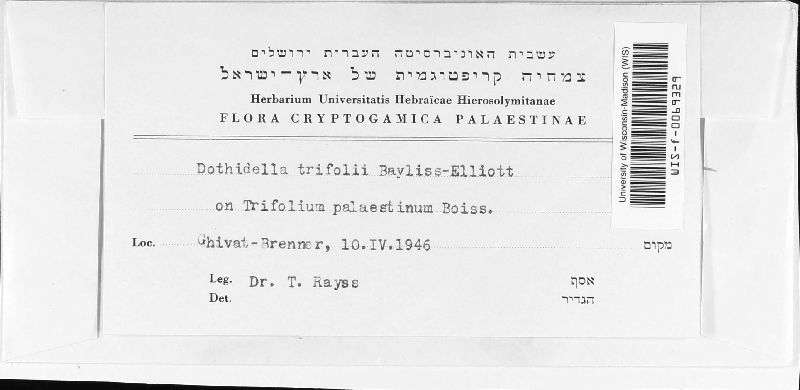 עשבית האוניברסיטה העברית ירושלים
צמחיה קריפטוגמית של ארץ-ישראל
Herbarium Universitatis Hebraïcae Hierosolymitanae
FLORA CRYPTOGAMICA PALAESTINAE
Dothidella trifolii Bayliss-Elliott
on Trifolium palaestinum Boiss.
Loc. Ghivat-Brenner, 10.IV.1946 מקום
Leg. Dr. T. Rayss אסף
Det. הגדיר
University of Wisconsin-Madison (WIS)